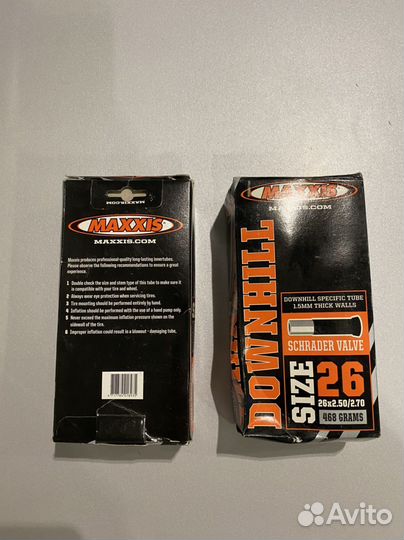 MAXXIS
MAXXIS.COM
Maxxis produces professional-quality long-lasting innertubes.
Please observe the following recommendations to ensure a great
experience.
1 Double check the size and stem type of this tube to make sure it
is compatible with your tire and wheel.
2 Always wear eye protection when servicing tires.
3 Tire mounting should be performed entirely by hand.
4 Inflation should be performed with the use of a hand pump only.
5 Never exceed the maximum inflation pressure shown on the
sidewall of the tire.
6 Improper inflation could result in a blowout - damaging tube,
MAXXIS
MAXXIS.COM
DOWNHILL
DOWNHILL SPECIFIC TUBE
1.5MM THICK WALLS
SCHRADER VALVE
SIZE 26
26x2.50/2.70
468 GRAMS
Avito